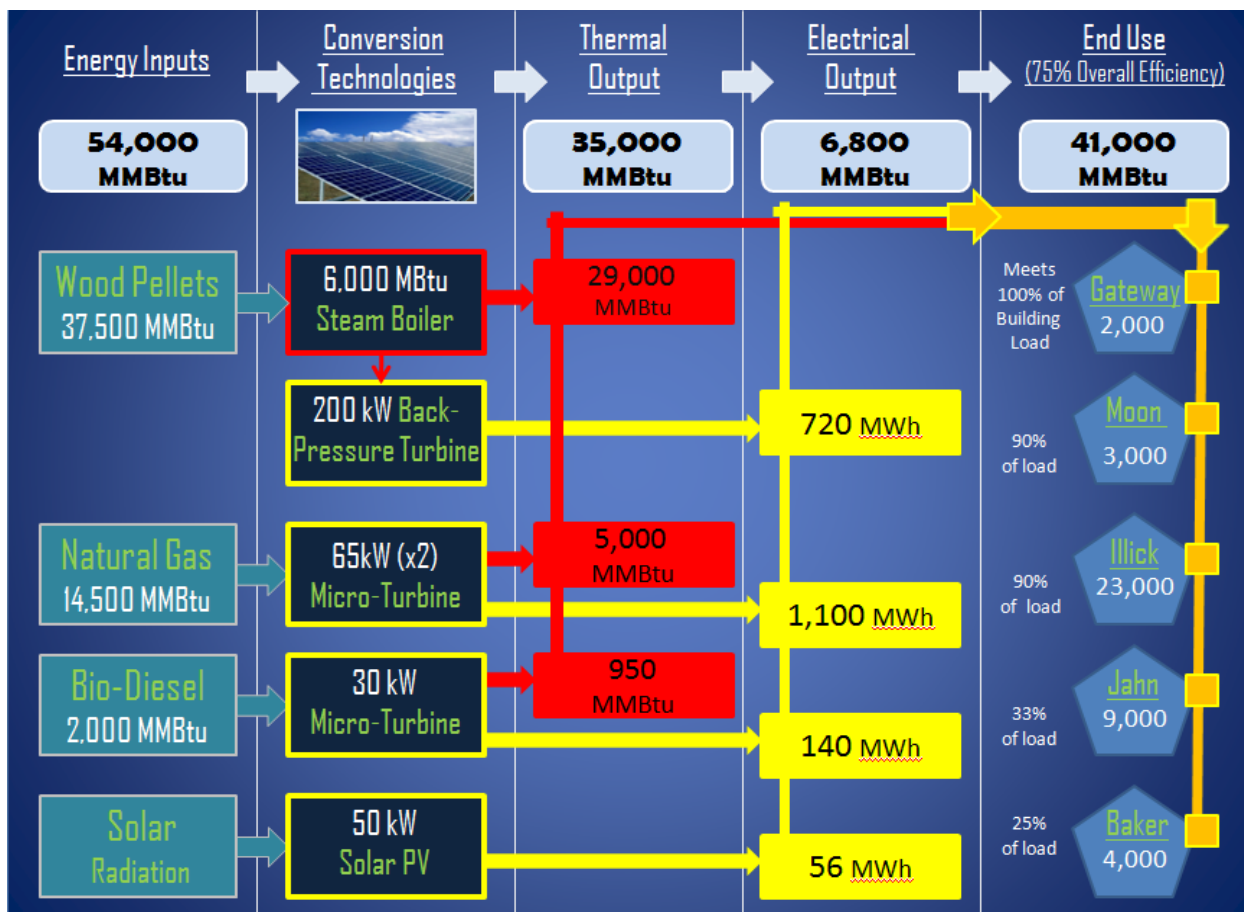 Energy Inputs
Conversion
Technologies
Thermal
Output
Electrical
Output
End Use
(75% Overall Efficiency)
54,000
MMBtu
35,000
MMBtu
6,800
MMBtu
41,000
MMBtu
Wood Pellets
37,500 MMBtu
6,000 MBtu
Steam Boiler
29,000
MMBtu
Meets
100% of
Building
Load
Gateway
2,000
200 kW Back-
Pressure Turbine
720 MWh
90%
of load
Moon
3,000
Natural Gas
14,500 MMBtu
65kW (x2)
Micro-Turbine
5,000
MMBtu
1,100 MWh
90%
of load
Illick
23,000
Bio-Diesel
2,000 MMBtu
30 kW
Micro-Turbine
950
MMBtu
140 MWh
33%
of load
Jahn
9,000
Solar
Radiation
50 kW
Solar PV
56 MWh
25%
of load
Baker
4,000